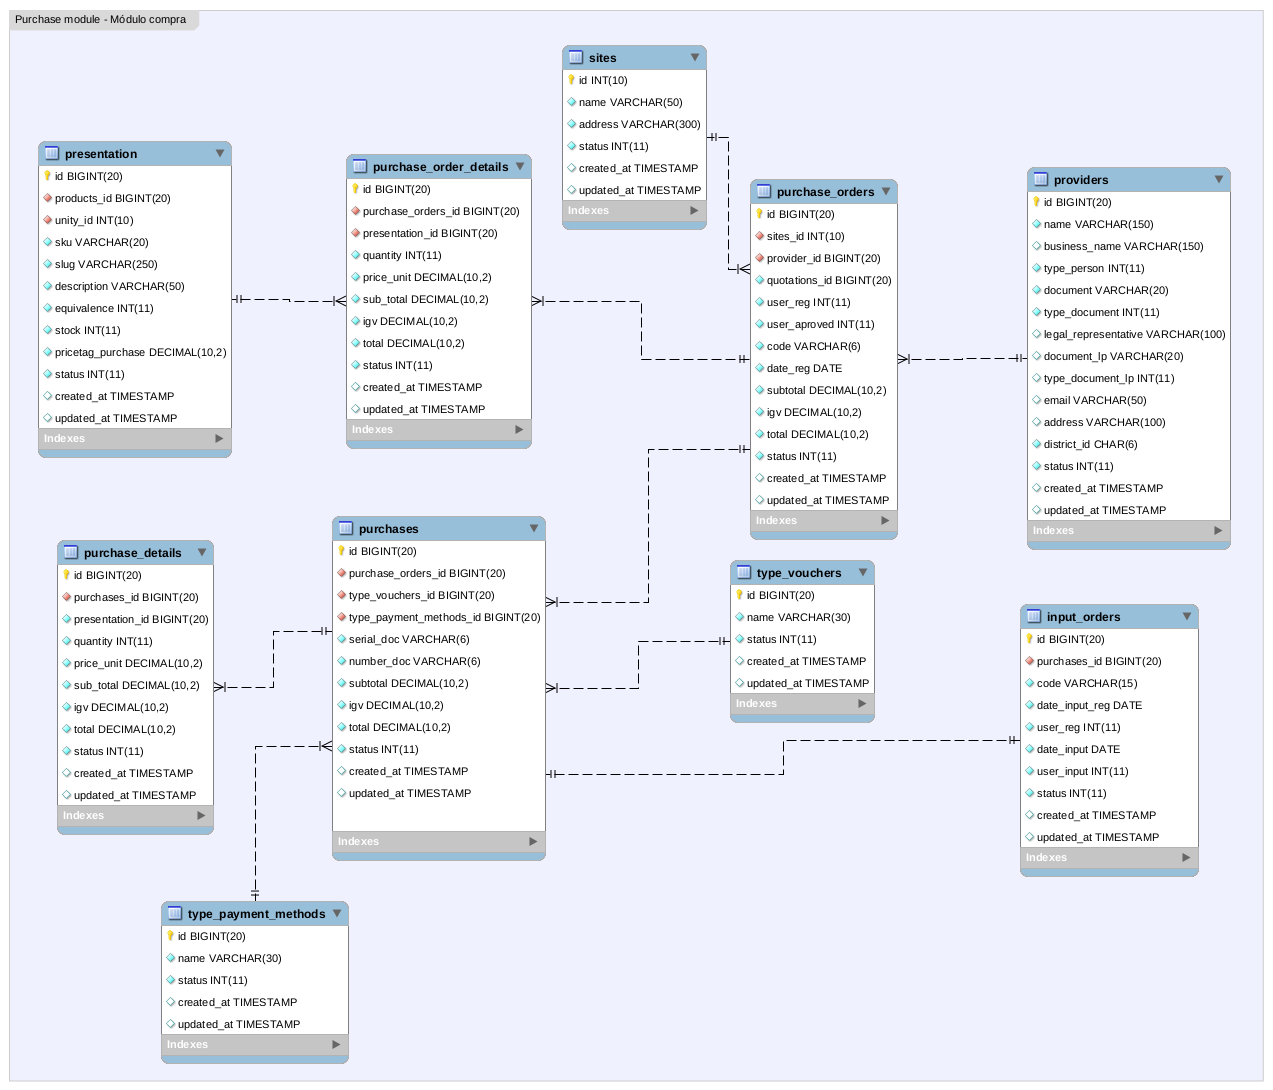 Purchase module - Módulo compra
sites
id INT(10)
name VARCHAR(50)
address VARCHAR(300)
status INT(11)
created_at TIMESTAMP
updated_at TIMESTAMP
Indexes
presentation
id BIGINT(20)
products_id BIGINT(20)
unity_id INT(10)
sku VARCHAR(20)
slug VARCHAR(250)
description VARCHAR(50)
equivalence INT(11)
stock INT(11)
pricetag_purchase DECIMAL(10,2)
status INT(11)
created_at TIMESTAMP
updated_at TIMESTAMP
Indexes
purchase_order_details
id BIGINT(20)
purchase_orders_id BIGINT(20)
presentation_id BIGINT(20)
quantity INT(11)
price_unit DECIMAL(10,2)
sub_total DECIMAL(10,2)
igv DECIMAL(10,2)
total DECIMAL(10,2)
status INT(11)
created_at TIMESTAMP
updated_at TIMESTAMP
Indexes
purchase_orders
id BIGINT(20)
sites_id INT(10)
provider_id BIGINT(20)
quotations_id BIGINT(20)
user_reg INT(11)
user_aproved INT(11)
code VARCHAR(6)
date_reg DATE
subtotal DECIMAL(10,2)
igv DECIMAL(10,2)
total DECIMAL(10,2)
status INT(11)
created_at TIMESTAMP
updated_at TIMESTAMP
Indexes
providers
id BIGINT(20)
name VARCHAR(150)
business_name VARCHAR(150)
type_person INT(11)
document VARCHAR(20)
type_document INT(11)
legal_representative VARCHAR(100)
document_lp VARCHAR(20)
type_document_lp INT(11)
email VARCHAR(50)
address VARCHAR(100)
district_id CHAR(6)
status INT(11)
created_at TIMESTAMP
updated_at TIMESTAMP
Indexes
purchase_details
id BIGINT(20)
purchases_id BIGINT(20)
presentation_id BIGINT(20)
quantity INT(11)
price_unit DECIMAL(10,2)
sub_total DECIMAL(10,2)
igv DECIMAL(10,2)
total DECIMAL(10,2)
status INT(11)
created_at TIMESTAMP
updated_at TIMESTAMP
Indexes
purchases
id BIGINT(20)
purchase_orders_id BIGINT(20)
type_vouchers_id BIGINT(20)
type_payment_methods_id BIGINT(20)
serial_doc VARCHAR(6)
number_doc VARCHAR(6)
subtotal DECIMAL(10,2)
igv DECIMAL(10,2)
total DECIMAL(10,2)
status INT(11)
created_at TIMESTAMP
updated_at TIMESTAMP
Indexes
type_vouchers
id BIGINT(20)
name VARCHAR(30)
status INT(11)
created_at TIMESTAMP
updated_at TIMESTAMP
Indexes
input_orders
id BIGINT(20)
purchases_id BIGINT(20)
code VARCHAR(15)
date_input_reg DATE
user_reg INT(11)
date_input DATE
user_input INT(11)
status INT(11)
created_at TIMESTAMP
updated_at TIMESTAMP
Indexes
type_payment_methods
id BIGINT(20)
name VARCHAR(30)
status INT(11)
created_at TIMESTAMP
updated_at TIMESTAMP
Indexes